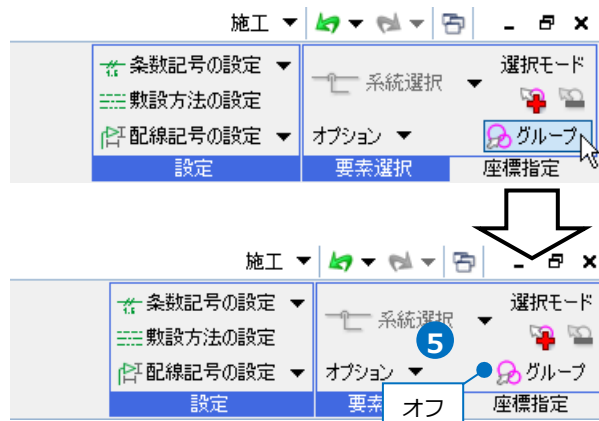 施工
条数記号の設定 系統選択 選択モード
敷設方法の設定
配線記号の設定 オプション グループ
設定 要素選択 座標指定
施工
条数記号の設定 系統選択 選択モード
敷設方法の設定 5
配線記号の設定 オプション グループ
設定 要素 オフ 座標指定